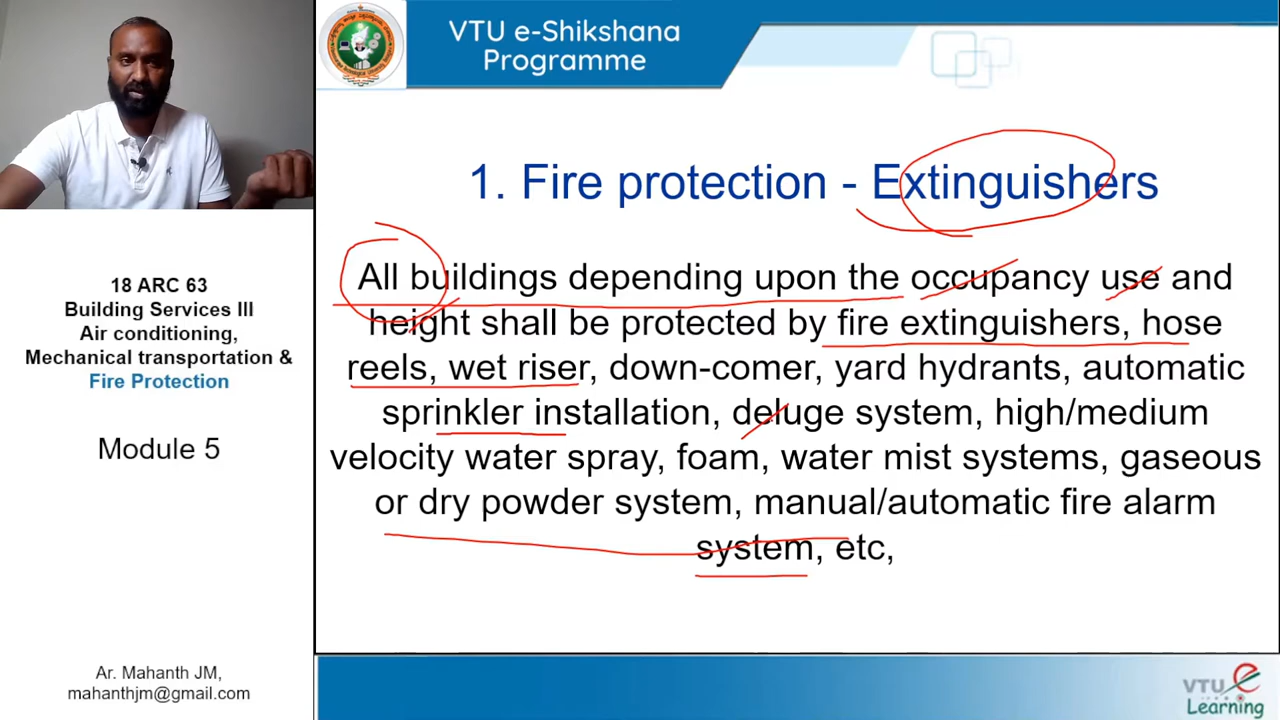 VTU e-Shikshana
Programme
1. Fire protection - Extinguishers
All buildings depending upon the occupancy use and
height shall be protected by fire extinguishers, hose
reels, wet riser, down-comer, yard hydrants, automatic
sprinkler installation, deluge system, high/medium
velocity water spray, foam, water mist systems, gaseous
or dry powder system, manual/automatic fire alarm
system, etc,
18 ARC 63
Building Services III
Air conditioning,
Mechanical transportation &
Fire Protection
Module 5
Ar. Mahanth JM,
mahanthjm@gmail.com
VTU
Learning